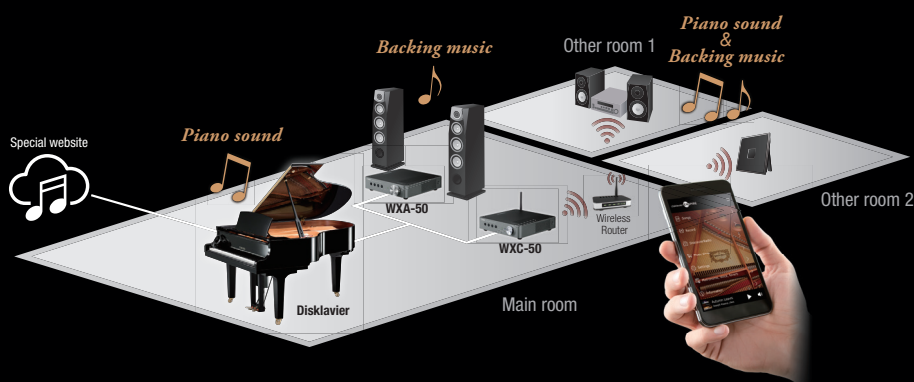 Piano sound
&
Backing music
Other room 1
Backing music
Piano sound
Special website
Other room 2
WXA-50
Wireless
Router
WXC-50
Main room
Disklavier